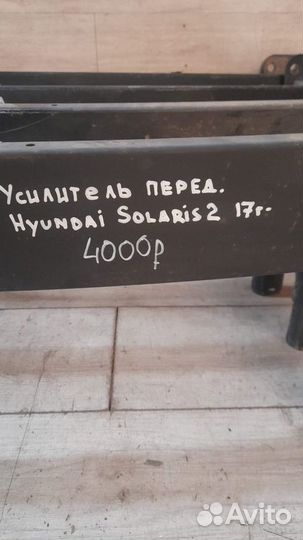 Усилитель перед.
Hyundai Solaris 2 17г-
4000р
Avito